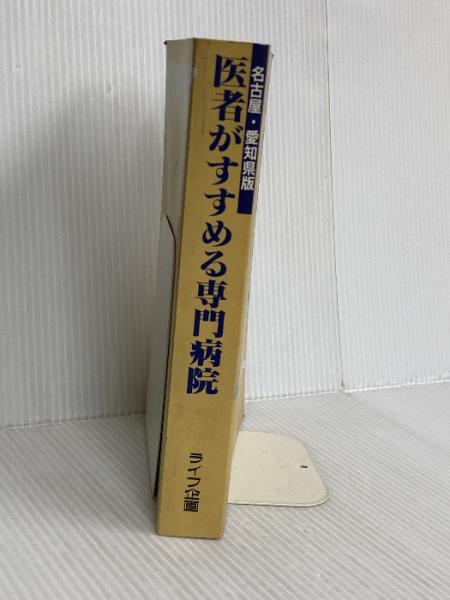 名古屋・愛知県版
医者がすすめる専門病院
ライフ企画